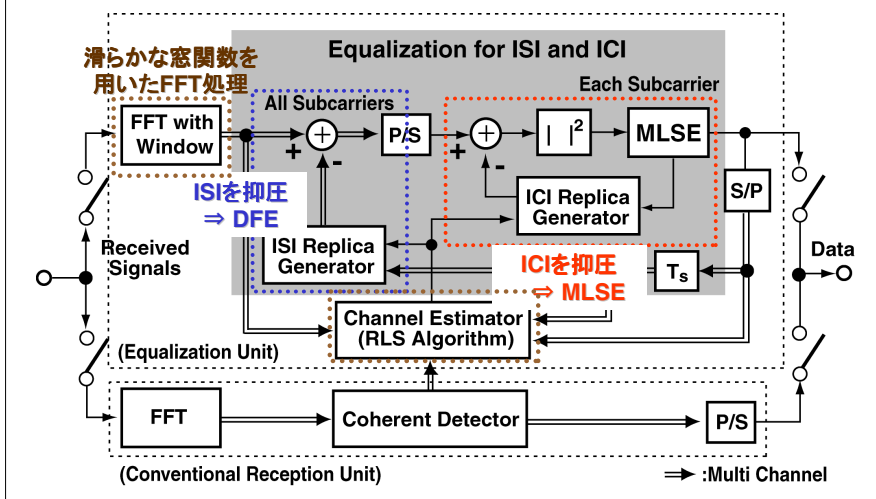 Equalization for ISI and ICI
滑らかな窓関数を
用いたFFT処理
All Subcarriers
Each Subcarrier
FFT with
Window
+
+
-
P/S
+
+
-
| |2
MLSE
S/P
ICI Replica
Generator
ISIを抑圧
⇒ DFE
ISI Replica
Generator
Received
Signals
ICIを抑圧
⇒ MLSE
Ts
Data
Channel Estimator
(RLS Algorithm)
(Equalization Unit)
FFT
Coherent Detector
P/S
(Conventional Reception Unit)
:Multi Channel